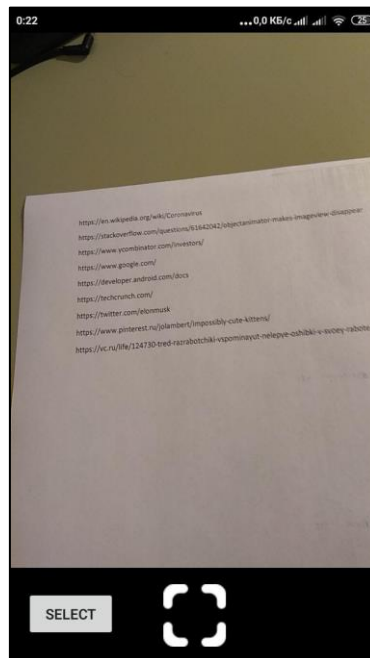 0:22 ...0,0 КБ/с 25
https://en.wikipedia.org/wiki/Coronavirus
https://stackoverflow.com/questions/61642042/objectanimator-makes-imageview-disappear
https://www.ycombinator.com/investors/
https://www.google.com/
https://developer.android.com/docs
https://techcrunch.com/
https://twitter.com/elonmusk
https://www.pinterest.ru/jolambert/impossibly-cute-kittens/
https://vc.ru/life/124730-tred-razrabotchiki-vspominayut-nelepye-oshibki-v-svoey-rabote
SELECT